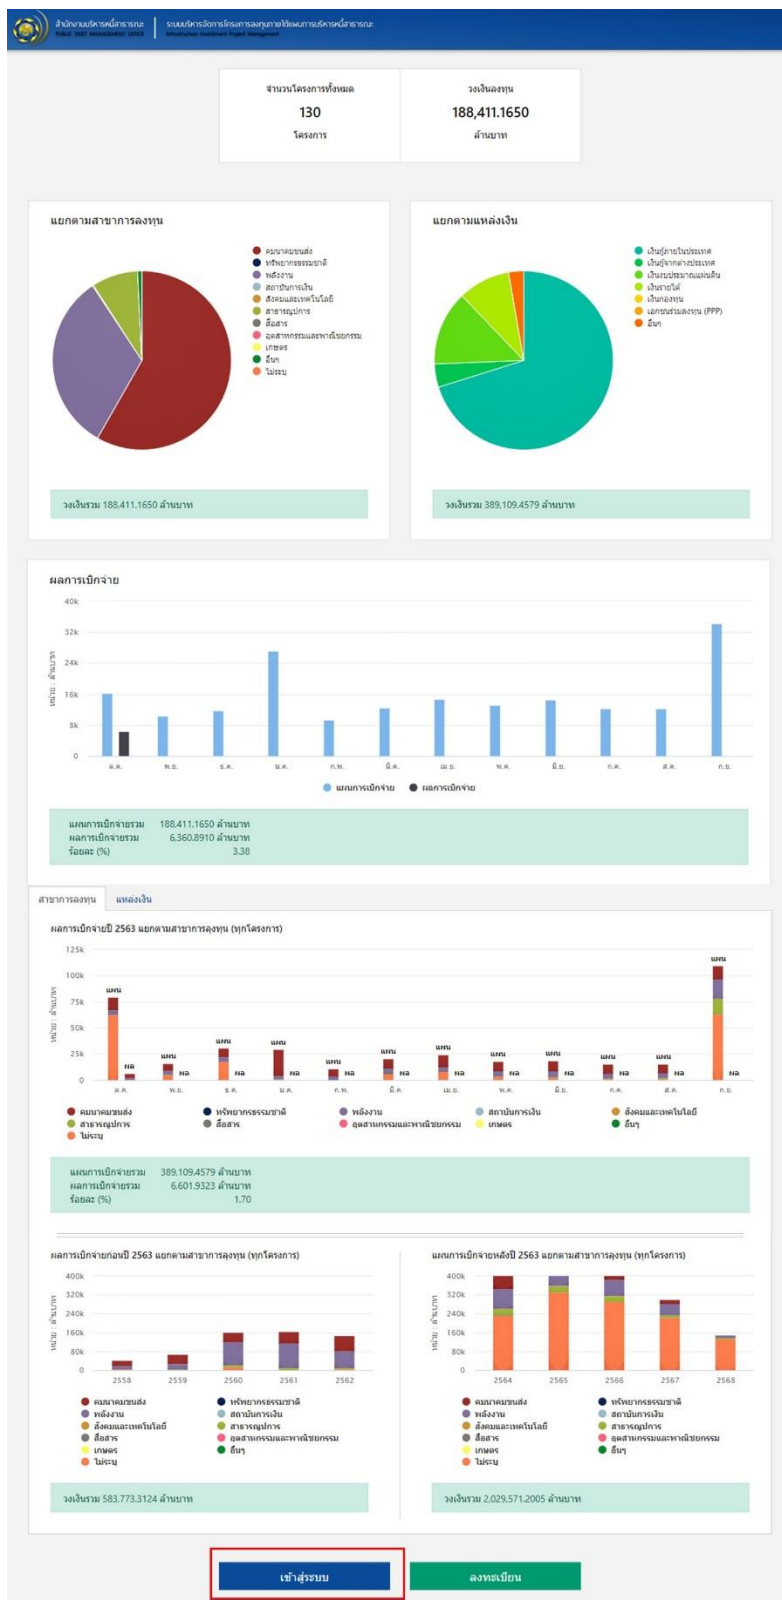 สำนักงานบริหารหนี้สาธารณะ
PUBLIC DEBT MANAGEMENT OFFICE
ระบบบริหารจัดการโครงการลงทุนภายใต้แผนการบริหารหนี้สาธารณะ
Infrastructure Investment Project Management
จำนวนโครงการทั้งหมด
130
โครงการ
วงเงินลงทุน
188,411.1650
ล้านบาท
แยกตามสาขาการลงทุน
คมนาคมขนส่ง
ทรัพยากรธรรมชาติ
พลังงาน
สถาบันการเงิน
สังคมและเทคโนโลยี
สาธารณูปการ
สื่อสาร
อุตสาหกรรมและพาณิชยกรรม
เกษตร
อื่นๆ
ไม่ระบุ
วงเงินรวม 188,411.1650 ล้านบาท
แยกตามแหล่งเงิน
เงินกู้ภายในประเทศ
เงินกู้จากต่างประเทศ
เงินงบประมาณแผ่นดิน
เงินรายได้
เงินกองทุน
เอกชนร่วมลงทุน (PPP)
อื่นๆ
วงเงินรวม 389,109.4579 ล้านบาท
ผลการเบิกจ่าย
หน่วย : ล้านบาท
40k
32k
24k
16k
8k
0
ต.ค. พ.ย. ธ.ค. ม.ค. ก.พ. มี.ค. เม.ย. พ.ค. มิ.ย. ก.ค. ส.ค. ก.ย.
แผนการเบิกจ่าย ผลการเบิกจ่าย
แผนการเบิกจ่ายรวม 188,411.1650 ล้านบาท
ผลการเบิกจ่ายรวม 6,360.8910 ล้านบาท
ร้อยละ (%) 3.38
สาขาการลงทุน แหล่งเงิน
ผลการเบิกจ่ายปี 2563 แยกตามสาขาการลงทุน (ทุกโครงการ)
หน่วย : ล้านบาท
125k
100k
75k
50k
25k
0
แผน ผล แผน ผล แผน ผล แผน ผล แผน ผล แผน ผล แผน ผล แผน ผล แผน ผล แผน ผล แผน ผล แผน ผล
ต.ค. พ.ย. ธ.ค. ม.ค. ก.พ. มี.ค. เม.ย. พ.ค. มิ.ย. ก.ค. ส.ค. ก.ย.
คมนาคมขนส่ง ทรัพยากรธรรมชาติ พลังงาน สถาบันการเงิน สังคมและเทคโนโลยี
สาธารณูปการ สื่อสาร อุตสาหกรรมและพาณิชยกรรม เกษตร อื่นๆ
ไม่ระบุ
แผนการเบิกจ่ายรวม 389,109.4579 ล้านบาท
ผลการเบิกจ่ายรวม 6,601.9323 ล้านบาท
ร้อยละ (%) 1.70
ผลการเบิกจ่ายก่อนปี 2563 แยกตามสาขาการลงทุน (ทุกโครงการ)
หน่วย : ล้านบาท
400k
320k
240k
160k
80k
0
2558 2559 2560 2561 2562
คมนาคมขนส่ง ทรัพยากรธรรมชาติ
พลังงาน สถาบันการเงิน
สังคมและเทคโนโลยี สาธารณูปการ
สื่อสาร อุตสาหกรรมและพาณิชยกรรม
เกษตร อื่นๆ
ไม่ระบุ
วงเงินรวม 583,773.3124 ล้านบาท
แผนการเบิกจ่ายหลังปี 2563 แยกตามสาขาการลงทุน (ทุกโครงการ)
หน่วย : ล้านบาท
400k
320k
240k
160k
80k
0
2564 2565 2566 2567 2568
คมนาคมขนส่ง ทรัพยากรธรรมชาติ
พลังงาน สถาบันการเงิน
สังคมและเทคโนโลยี สาธารณูปการ
สื่อสาร อุตสาหกรรมและพาณิชยกรรม
เกษตร อื่นๆ
ไม่ระบุ
วงเงินรวม 2,029,571.2005 ล้านบาท
เข้าสู่ระบบ
ลงทะเบียน